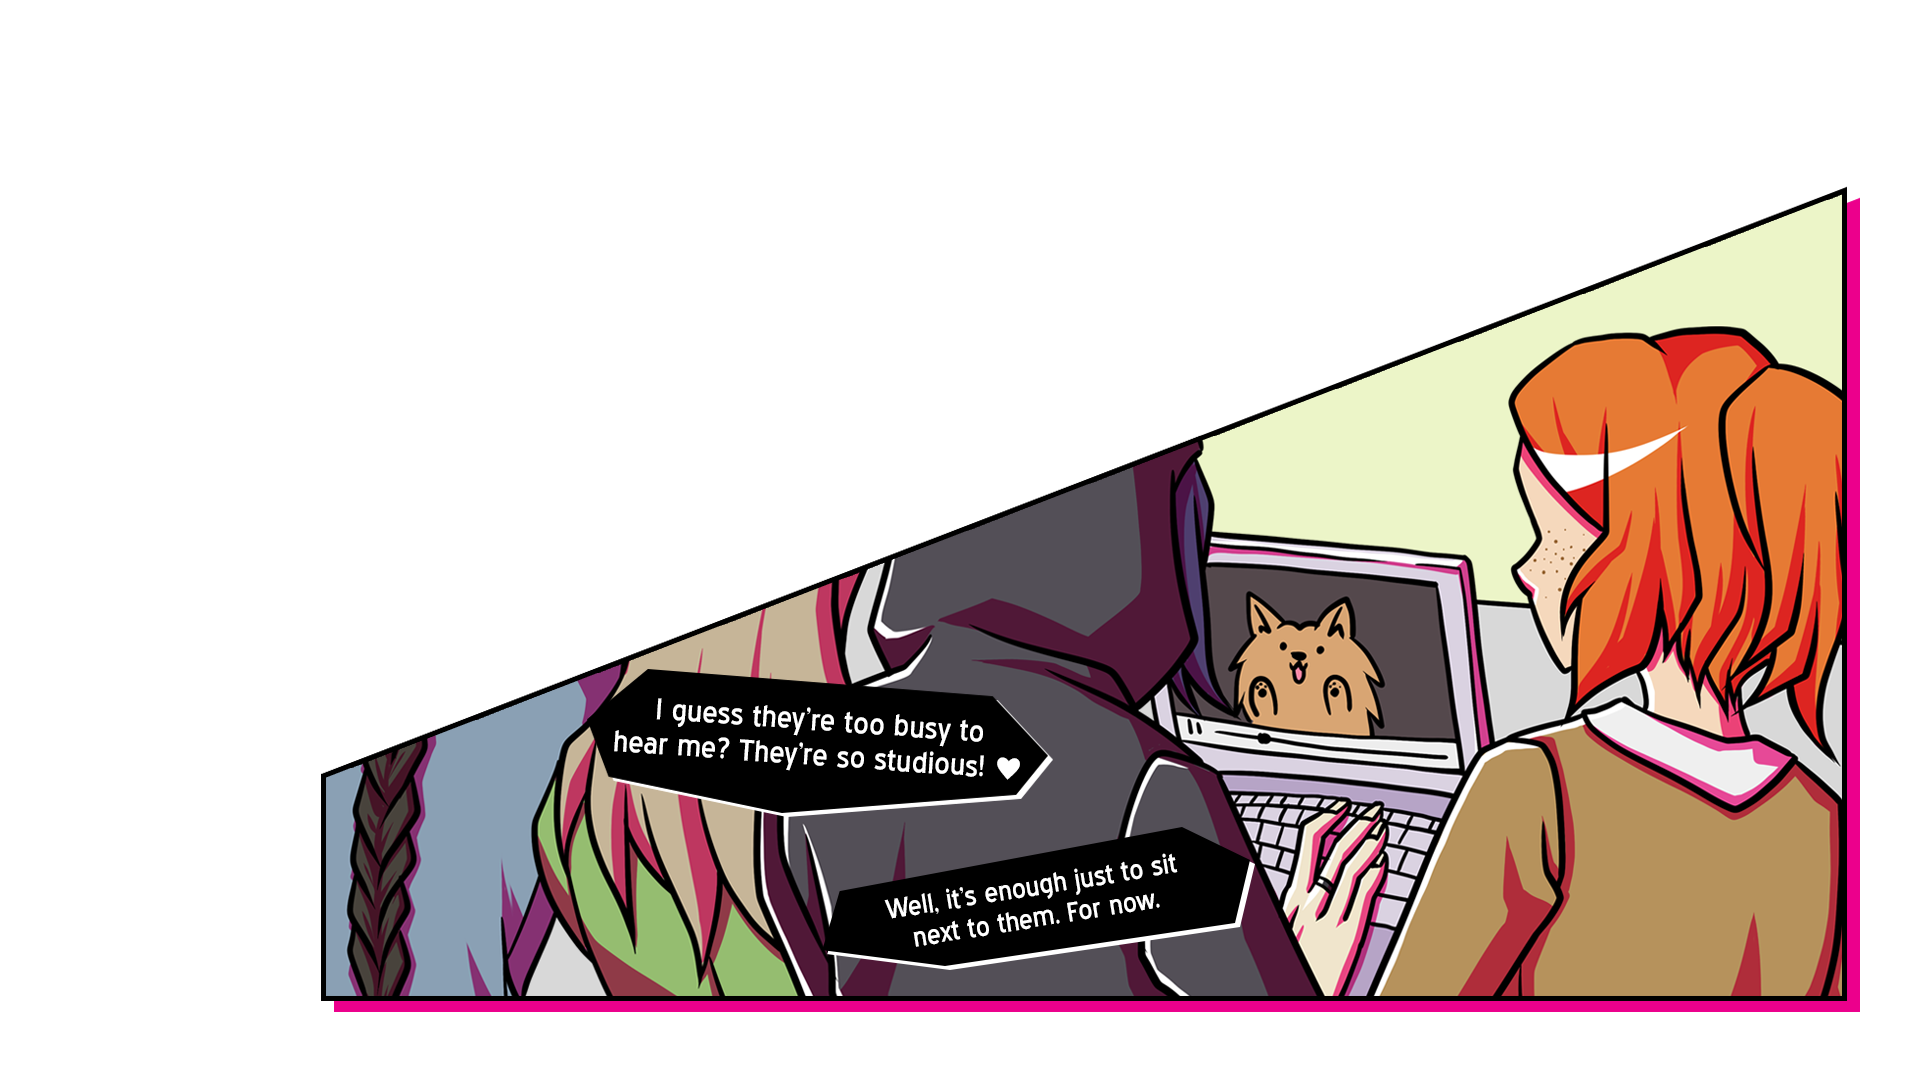 I guess they're too busy to
hear me? They're so studious! ♥
Well, it's enough just to sit
next to them. For now.